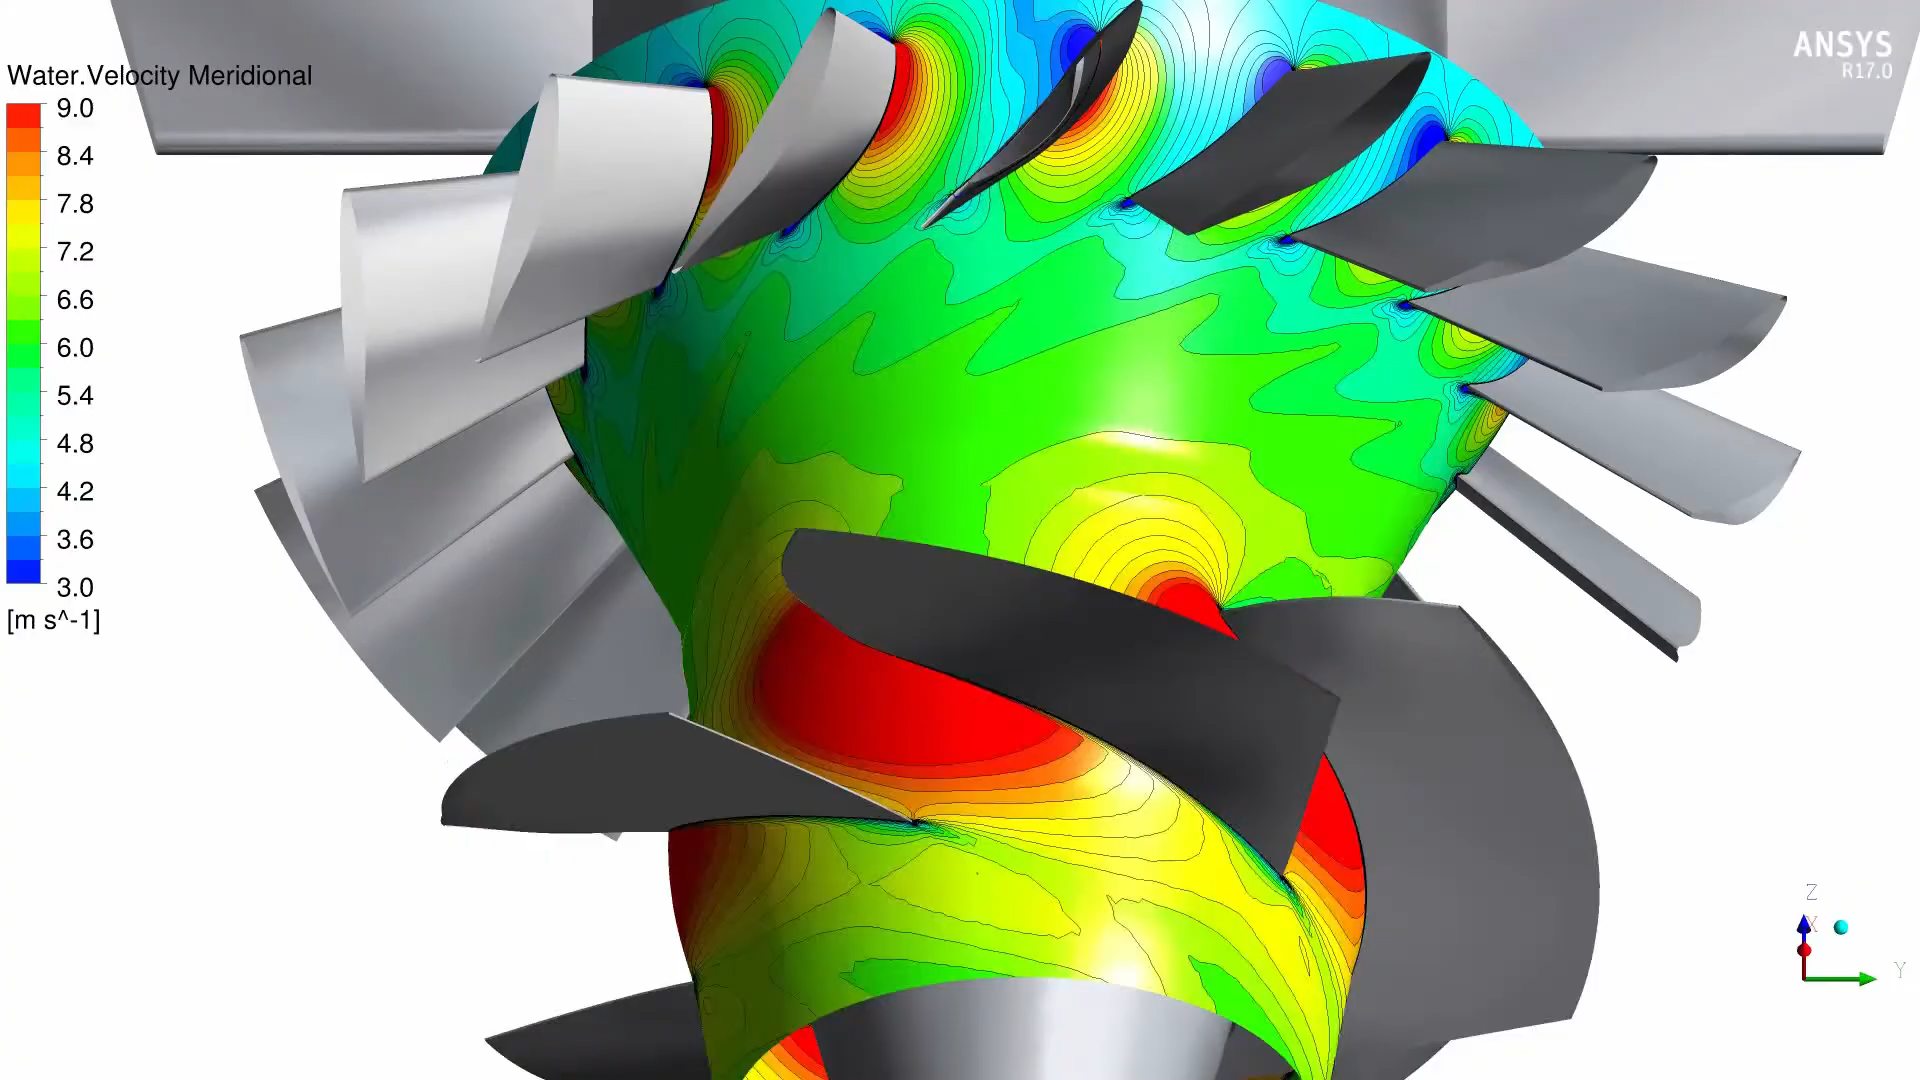 Water.Velocity Meridional
9.0
8.4
7.8
7.2
6.6
6.0
5.4
4.8
4.2
3.6
3.0
[m s^-1]
ANSYS
R17.0
Z
X
Y